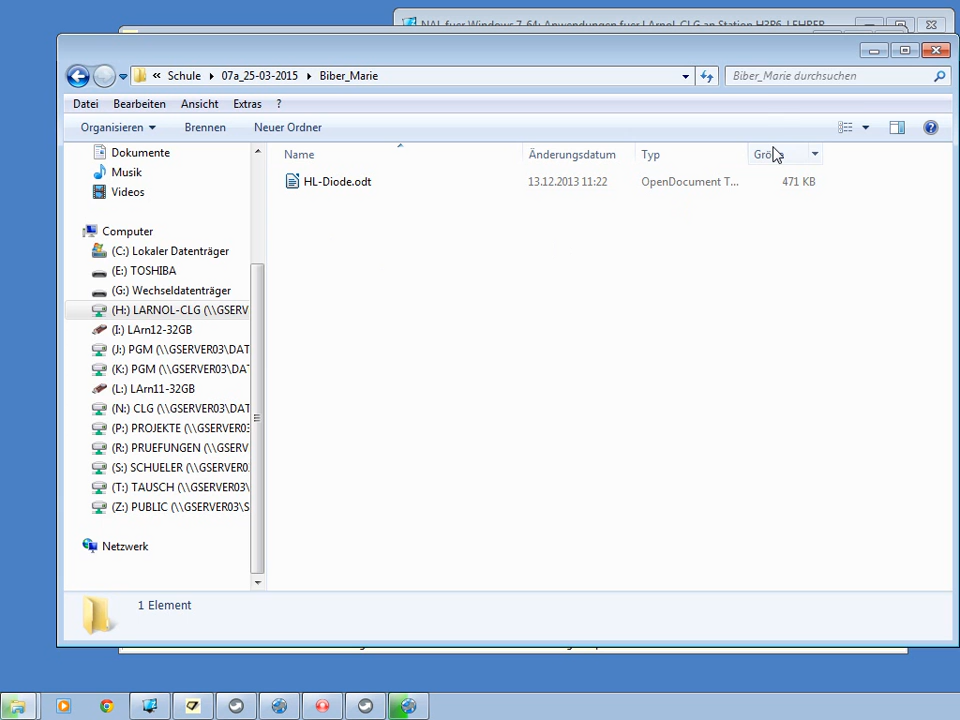 NAL fuer Windows 7-64: Anwendungen fuer LArnol-CLG an Station H3P6-LEHRER
« Schule 07a_25-03-2015 Biber_Marie
Biber_Marie durchsuchen
Datei Bearbeiten Ansicht Extras ?
Organisieren Brennen Neuer Ordner
Name Änderungsdatum Typ Größe
HL-Diode.odt 13.12.2013 11:22 OpenDocument T... 471 KB
Dokumente
Musik
Videos
Computer
(C:) Lokaler Datenträger
(E:) TOSHIBA
(G:) Wechseldatenträger
(H:) LARNOL-CLG (\\GSERV
(I:) LArn12-32GB
(J:) PGM (\\GSERVER03\DAT
(K:) PGM (\\GSERVER03\DAT
(L:) LArn11-32GB
(N:) CLG (\\GSERVER03\DAT
(P:) PROJEKTE (\\GSERVER03
(R:) PRUEFUNGEN (\\GSERV
(S:) SCHUELER (\\GSERVER0
(T:) TAUSCH (\\GSERVER03\
(Z:) PUBLIC (\\GSERVER03\S
Netzwerk
1 Element